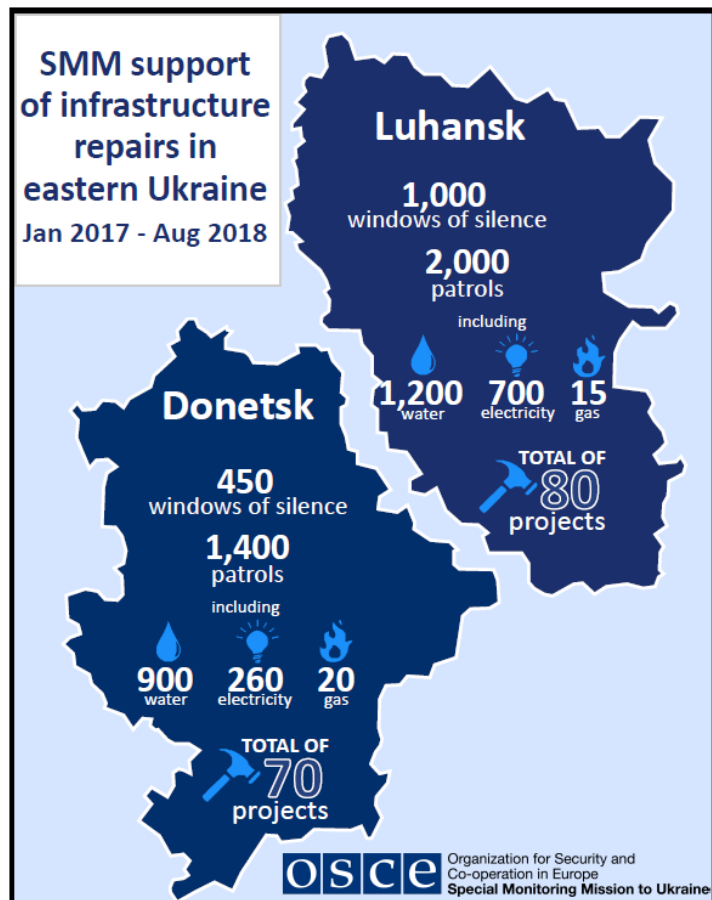 SMM support
of infrastructure
repairs in
eastern Ukraine
Jan 2017 - Aug 2018
Luhansk
1,000
windows of silence
2,000
patrols
including
1,200 700 15
water electricity gas
TOTAL OF
80
projects
Donetsk
450
windows of silence
1,400
patrols
including
900 260 20
water electricity gas
TOTAL OF
70
projects
osce
Organization for Security and
Co-operation in Europe
Special Monitoring Mission to Ukraine